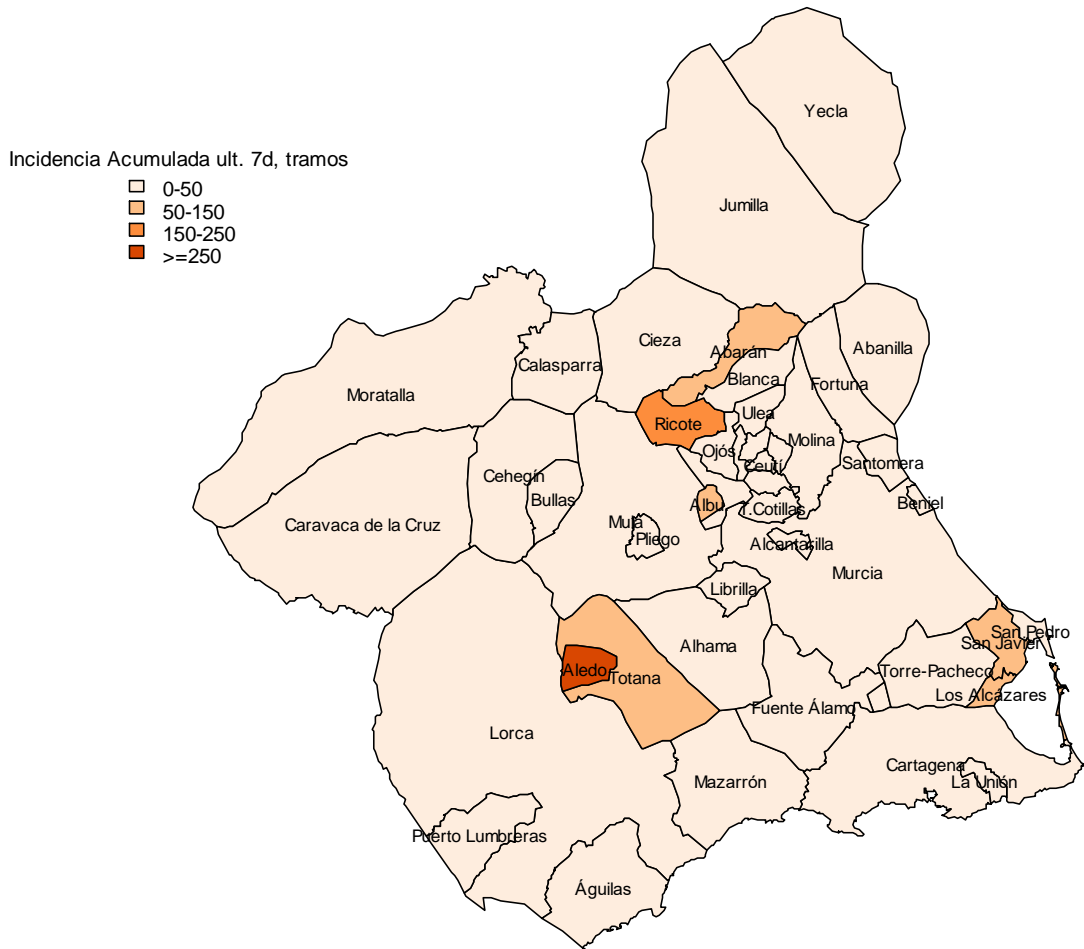 Yecla
Incidencia Acumulada ult. 7d, tramos
0-50
50-150
150-250
>=250
Jumilla
Cieza
Abarán
Abanilla
Calasparra
Blanca
Fortuna
Moratalla
Ulea
Ricote
Molina
Ojós
Ceutí
Santomera
Cehegín
Bullas
Albu
T.Cotillas
Beniel
Caravaca de la Cruz
Mula
Pliego
Alcantarilla
Murcia
Librilla
San Pedro
San Javier
Alhama
Aledo
Totana
Torre-Pacheco
Los Alcázares
Fuente Álamo
Lorca
Cartagena
Mazarrón
La Unión
Puerto Lumbreras
Águilas